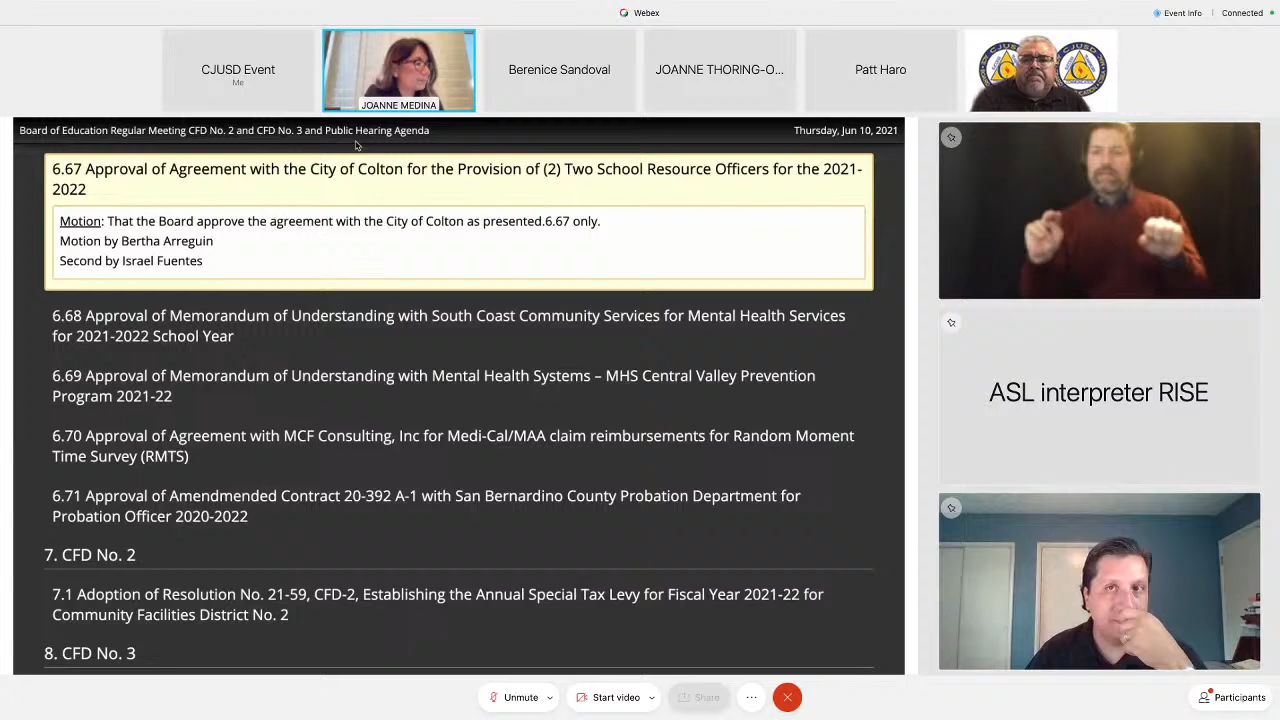 Webex
Event Info
Connected
CJUSD Event
Me
JOANNE MEDINA
Berenice Sandoval
JOANNE THORING-O...
Patt Haro
Board of Education Regular Meeting CFD No. 2 and CFD No. 3 and Public Hearing Agenda
Thursday, Jun 10, 2021
6.67 Approval of Agreement with the City of Colton for the Provision of (2) Two School Resource Officers for the 2021-
2022
Motion: That the Board approve the agreement with the City of Colton as presented.6.67 only.
Motion by Bertha Arreguin
Second by Israel Fuentes
6.68 Approval of Memorandum of Understanding with South Coast Community Services for Mental Health Services
for 2021-2022 School Year
6.69 Approval of Memorandum of Understanding with Mental Health Systems – MHS Central Valley Prevention
Program 2021-22
6.70 Approval of Agreement with MCF Consulting, Inc for Medi-Cal/MAA claim reimbursements for Random Moment
Time Survey (RMTS)
6.71 Approval of Amendmended Contract 20-392 A-1 with San Bernardino County Probation Department for
Probation Officer 2020-2022
7. CFD No. 2
7.1 Adoption of Resolution No. 21-59, CFD-2, Establishing the Annual Special Tax Levy for Fiscal Year 2021-22 for
Community Facilities District No. 2
8. CFD No. 3
ASL interpreter RISE
Unmute
Start video
Share
Participants